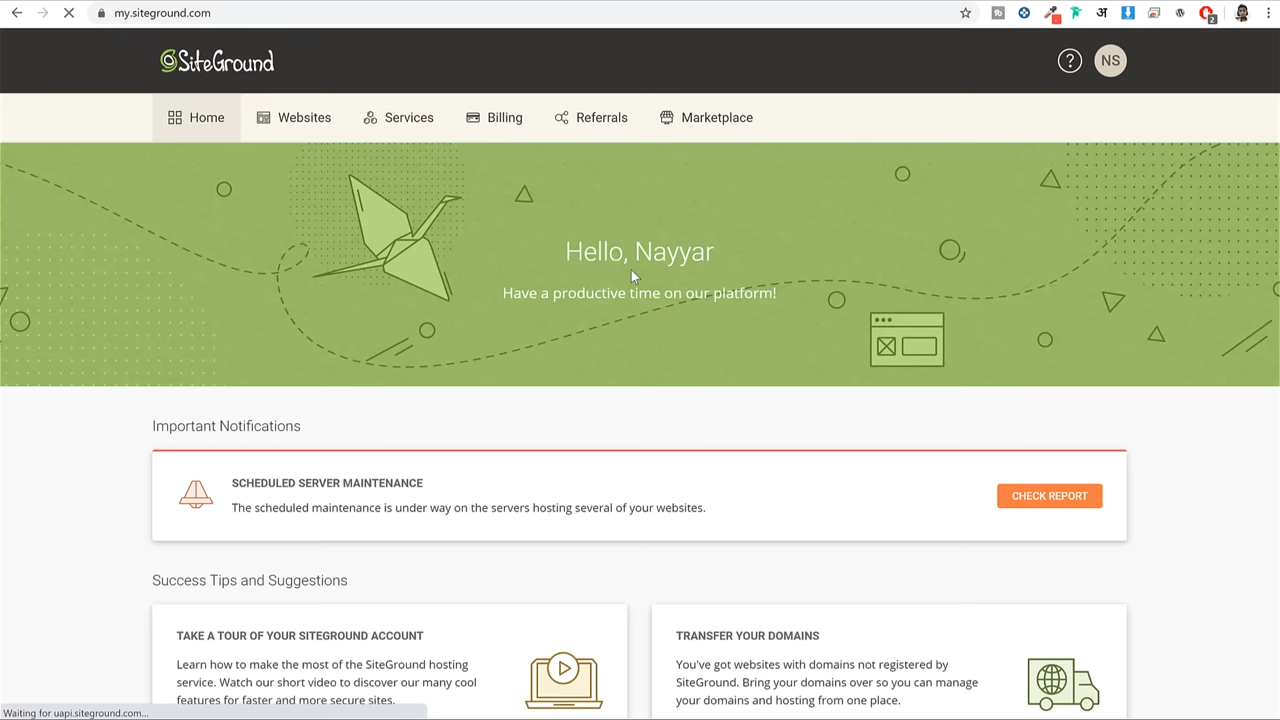 my.siteground.com
अ
2
SiteGround
? NS
Home Websites Services Billing Referrals Marketplace
Hello, Nayyar
Have a productive time on our platform!
Important Notifications
SCHEDULED SERVER MAINTENANCE
The scheduled maintenance is under way on the servers hosting several of your websites.
CHECK REPORT
Success Tips and Suggestions
TAKE A TOUR OF YOUR SITEGROUND ACCOUNT
Learn how to make the most of the SiteGround hosting
service. Watch our short video to discover our many cool
features for faster and more secure sites.
TRANSFER YOUR DOMAINS
You've got websites with domains not registered by
SiteGround. Bring your domains over so you can manage
your domains and hosting from one place.
Waiting for uapi.siteground.com...